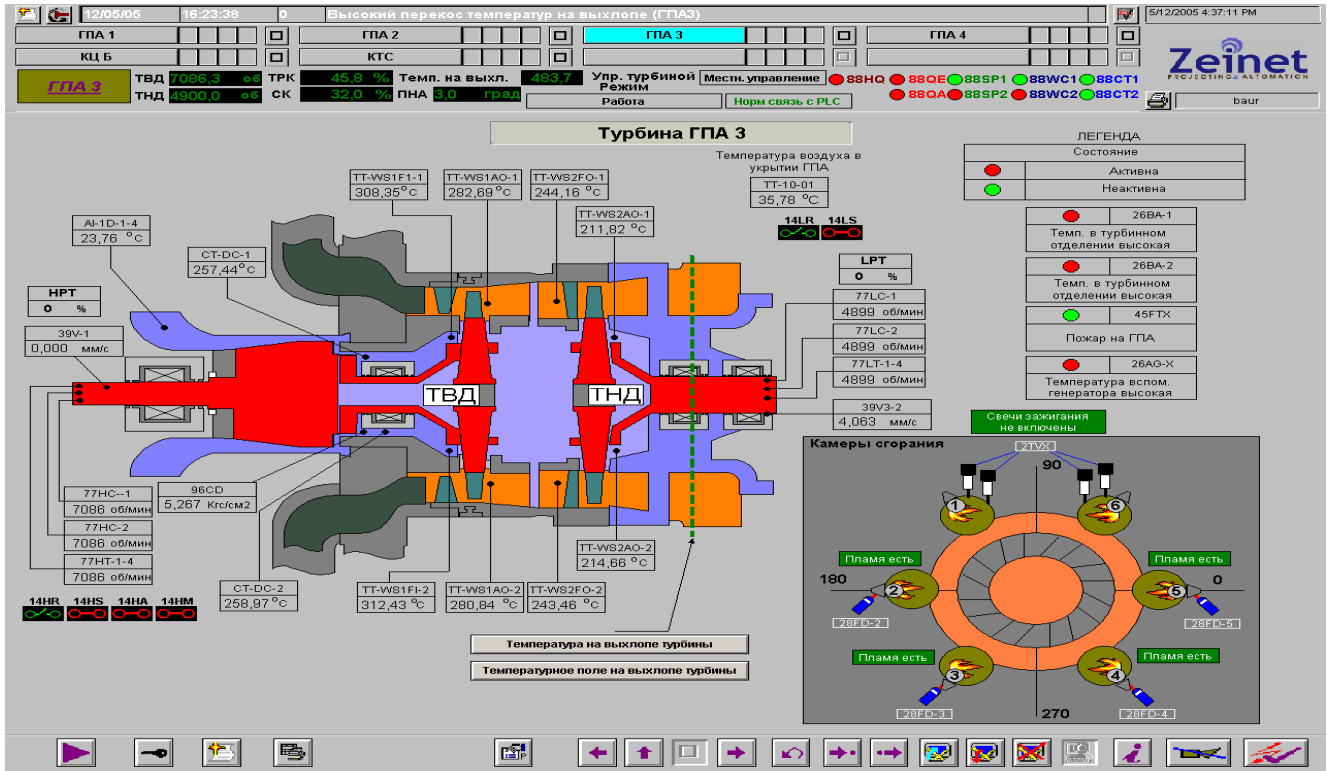 12/05/05 16:23:38 0 Высокий перекос температур на выхлопе (ГПА3)
5/12/2005 4:37:11 PM
ГПА 1 ГПА 2 ГПА 3 ГПА 4
КЦ Б КТС
Zeinet
PROJECTING & AUTOMATION
ГПА 3
ТВД 7086,3 об ТРК 45,8 % Темп. на вых. 483,7 Упр. турбиной Местн. управление 88HQ 88QE 88SP1 88WC1 88CT1
ТНД 4900,0 об СК 32,0 % ПНА 3,0 град Режим Работа Норм связь с PLC 88QA 88SP2 88WC2 88CT2
baur
Турбина ГПА 3
Температура воздуха в
укрытии ГПА
TT-10-01
35,78 °C
14LR 14LS
ЛЕГЕНДА
Состояние
Активна
Неактивна
26BA-1
Темп. в турбинном
отделении высокая
26BA-2
Темп. в турбинном
отделении высокая
45FTX
Пожар на ГПА
26AG-X
Температура вспом.
генератора высокая
TT-WS1F1-1
308,35°C
TT-WS1AO-1
282,69°C
TT-WS2FO-1
244,16 °C
TT-WS2AO-1
211,82 °C
AI-1D-1-4
23,76 °C
CT-DC-1
257,44°C
HPT
0 %
39V-1
0,000 мм/с
LPT
0 %
77LC-1
4899 об/мин
77LC-2
4899 об/мин
77LT-1-4
4899 об/мин
39V3-2
4,063 мм/с
ТВД ТНД
77HC--1
7086 об/мин
77HC-2
7086 об/мин
77HT-1-4
7086 об/мин
96CD
5,267 Кгс/см2
14HR 14HS 14HA 14HM
CT-DC-2
258,97°C
TT-WS1FI-2
312,43 °C
TT-WS1AO-2
280,84 °C
TT-WS2FO-2
243,46 °C
TT-WS2AO-2
214,66 °C
Температура на выхлопе турбины
Температурное поле на выхлопе турбины
Свечи зажигания
не включены
Камеры сгорания
2TVX
90
1 6
Пламя есть Пламя есть
180 0
2 5
28FD-2 28FD-5
Пламя есть Пламя есть
3 4
28FD-3 270 28FD-4